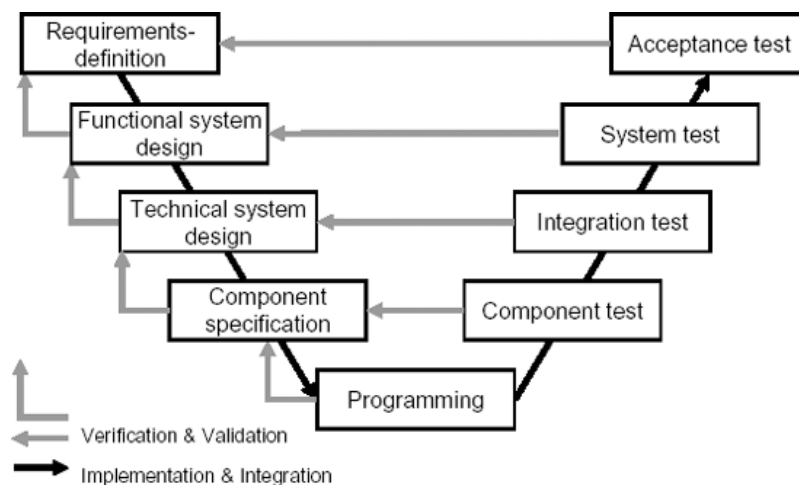 Requirements-
definition
Acceptance test
Functional system
design
System test
Technical system
design
Integration test
Component
specification
Component test
Programming
Verification & Validation
Implementation & Integration